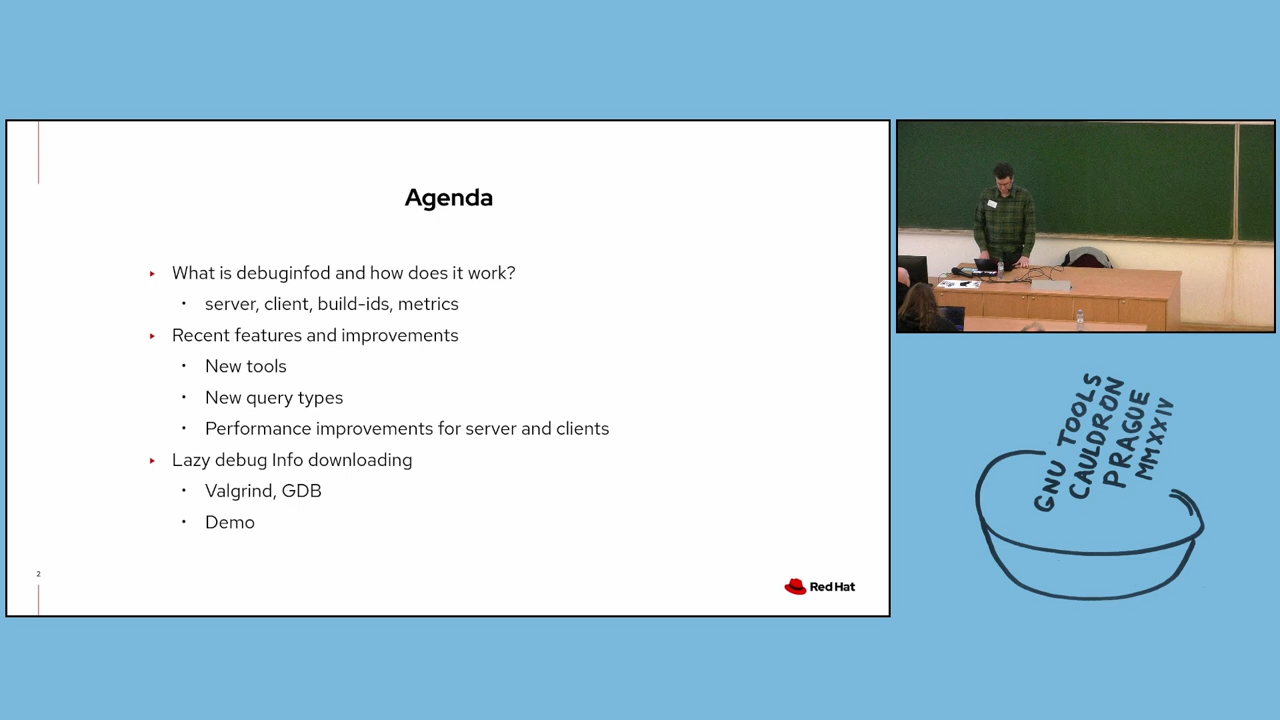 Agenda
What is debuginfod and how does it work?
server, client, build-ids, metrics
Recent features and improvements
New tools
New query types
Performance improvements for server and clients
Lazy debug Info downloading
Valgrind, GDB
Demo
2
Red Hat
GNU TOOLS
CAULDRON
PRAGUE
MMXXIV